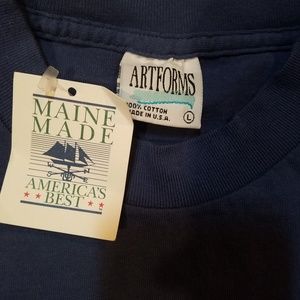 ARTFORMS
100% COTTON
MADE IN U.S.A.
L
MAINE
MADE
AMERICA'S
BEST